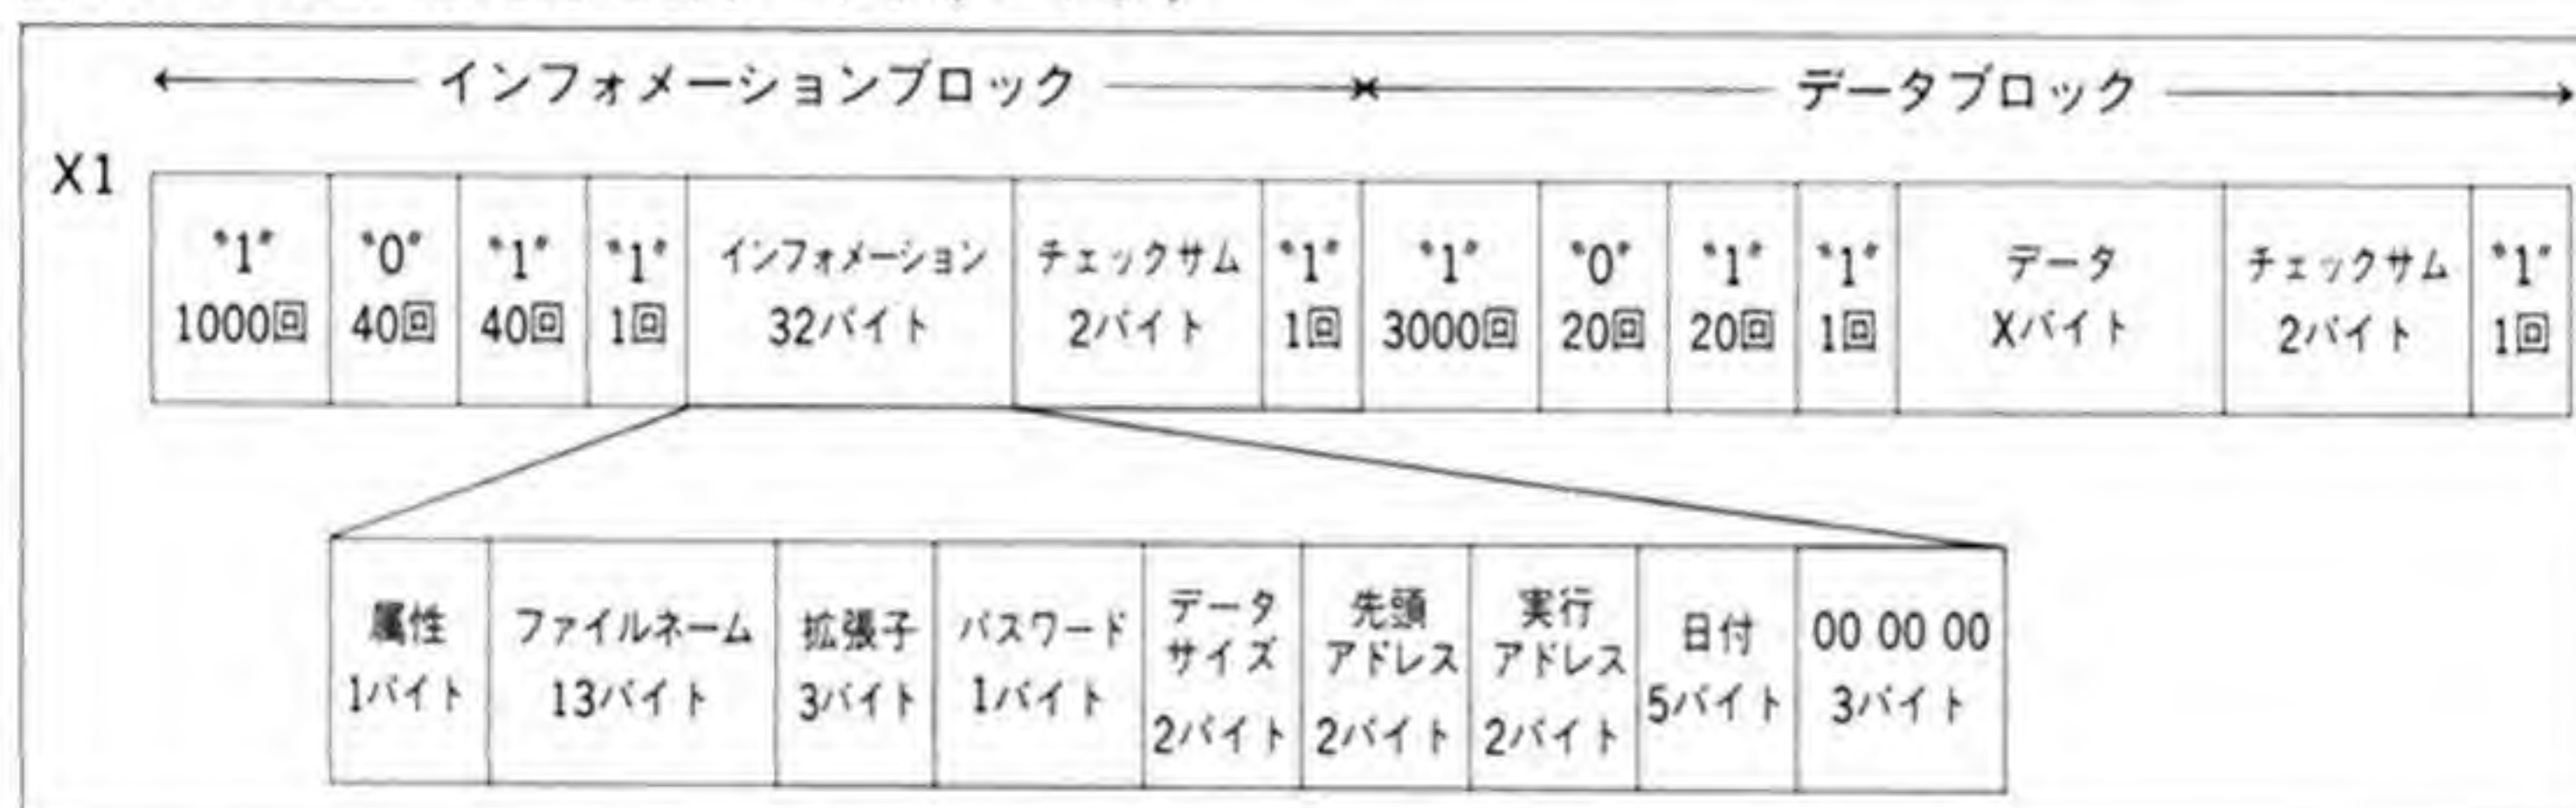 インフォメーションブロック データブロック
X1
"1" "0" "1" "1" インフォメーション チェックサム "1" "1" "0" "1" "1" データ チェックサム "1"
1000回 40回 40回 1回 32バイト 2バイト 1回 3000回 20回 20回 1回 Xバイト 2バイト 1回
属性 ファイルネーム 拡張子 パスワード データ 先頭 実行 日付 00 00 00
サイズ アドレス アドレス
1バイト 13バイト 3バイト 1バイト 2バイト 2バイト 2バイト 5バイト 3バイト